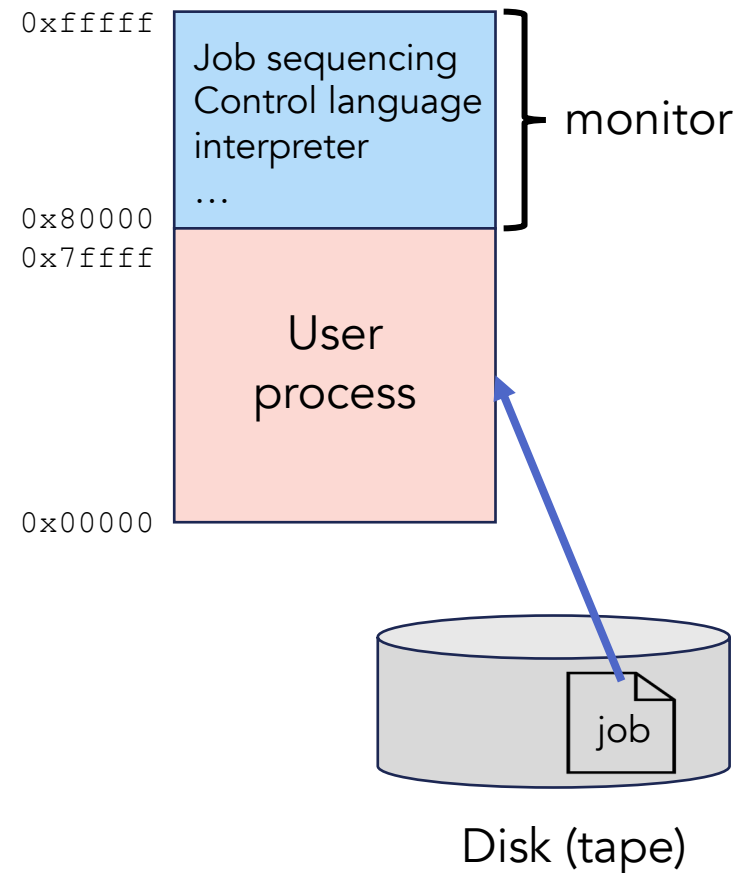 0xfffff
Job sequencing
Control language
interpreter
...
monitor
0x80000
0x7ffff
User
process
0x00000
job
Disk (tape)